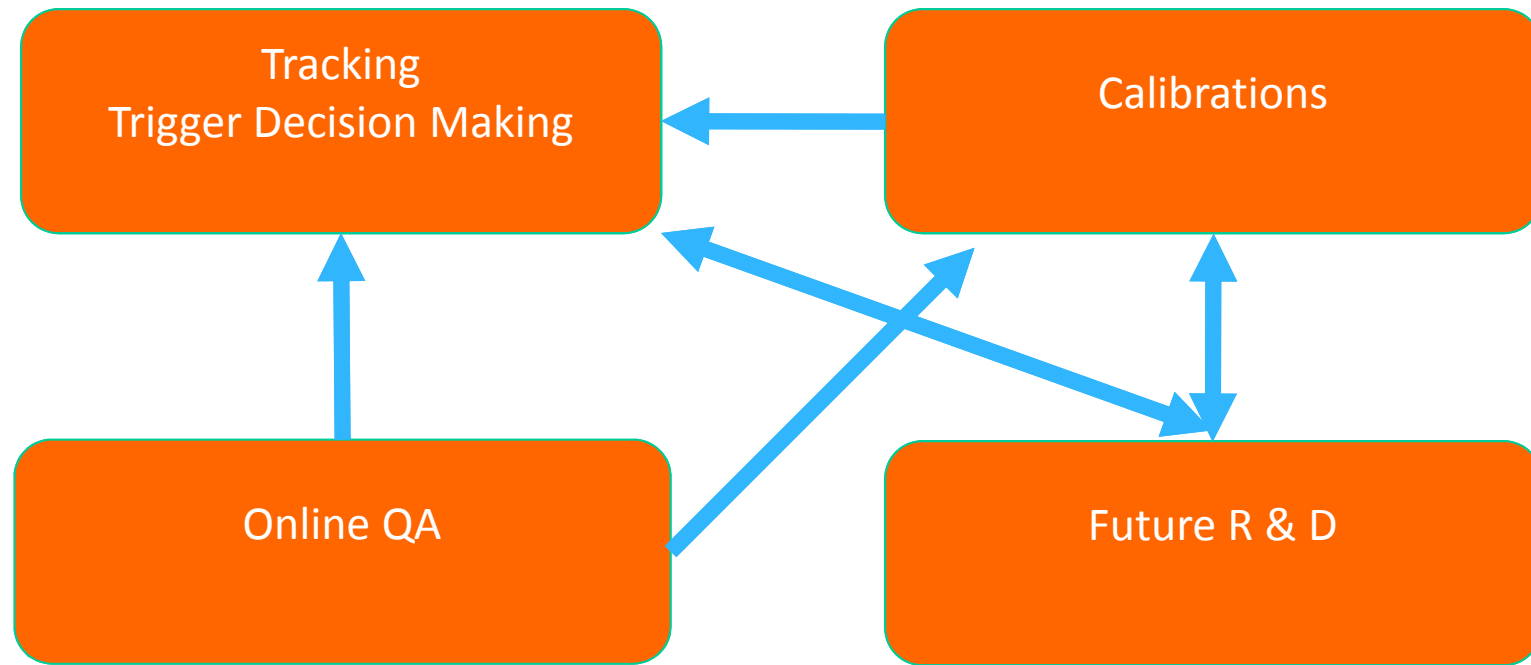 Tracking
Trigger Decision Making
Calibrations
Online QA
Future R & D